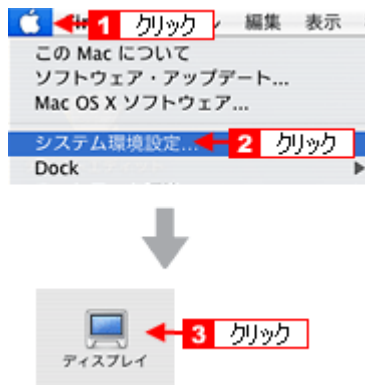 1 クリック 編集 表示
この Mac について
ソフトウェア・アップデート...
Mac OS X ソフトウェア...
システム環境設定... 2 クリック
Dock
3 クリック
ディスプレイ